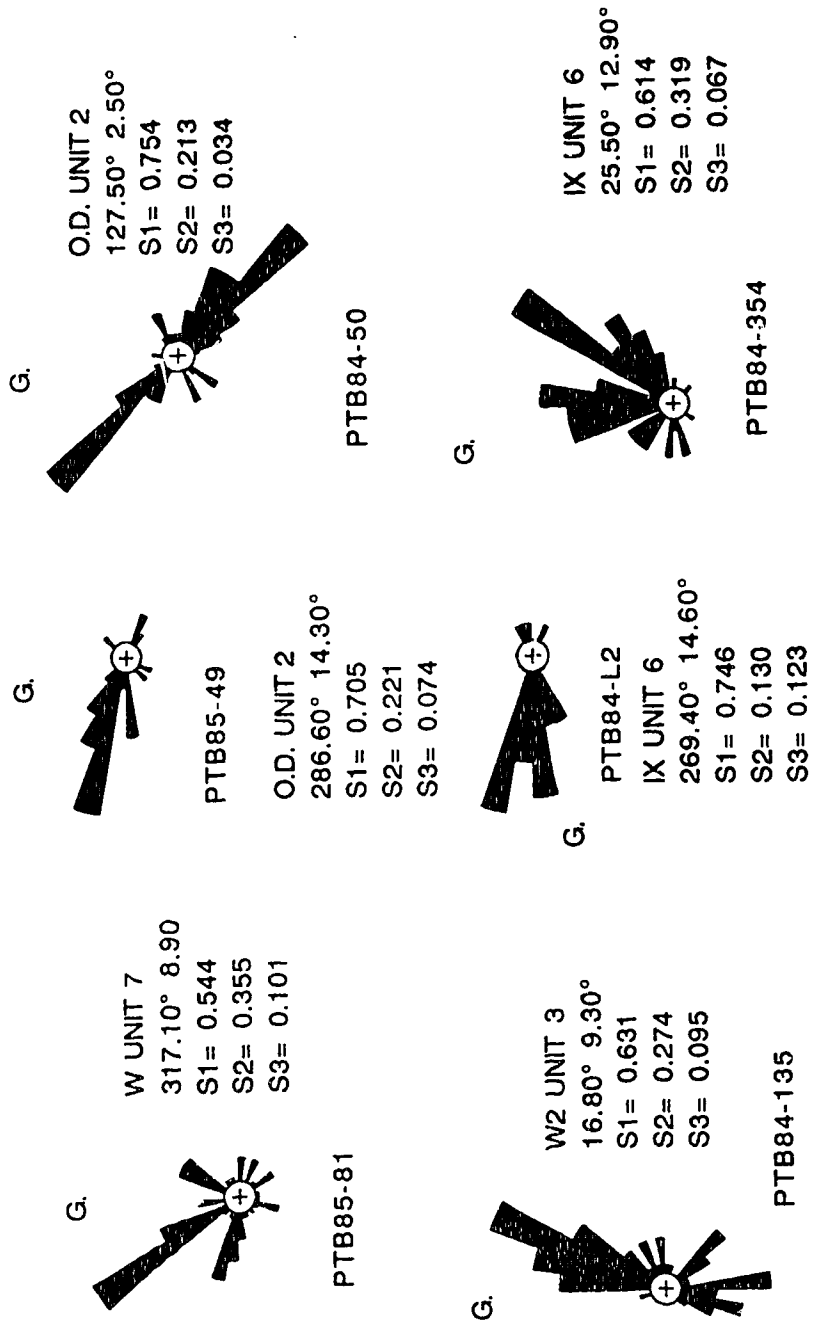 G.
W UNIT 7
317.10° 8.90
S1= 0.544
S2= 0.355
S3= 0.101
PTB85-81
G.
PTB85-49
O.D. UNIT 2
286.60° 14.30°
S1= 0.705
S2= 0.221
S3= 0.074
G.
O.D. UNIT 2
127.50° 2.50°
S1= 0.754
S2= 0.213
S3= 0.034
PTB84-50
G.
W2 UNIT 3
16.80° 9.30°
S1= 0.631
S2= 0.274
S3= 0.095
PTB84-135
G.
PTB84-L2
IX UNIT 6
269.40° 14.60°
S1= 0.746
S2= 0.130
S3= 0.123
G.
IX UNIT 6
25.50° 12.90°
S1= 0.614
S2= 0.319
S3= 0.067
PTB84-354